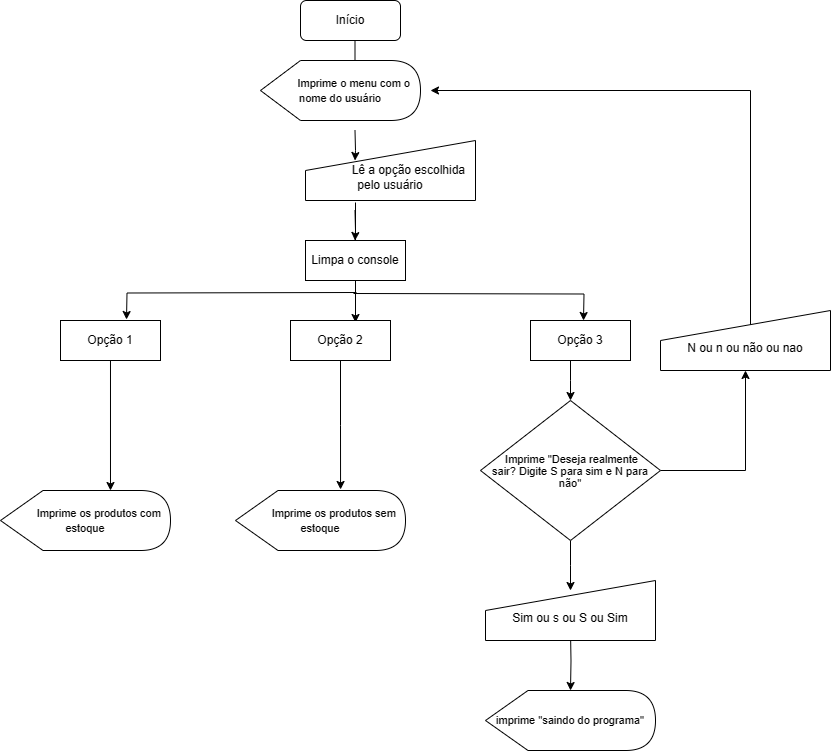 Início
Imprime o menu com o
nome do usuário
Lê a opção escolhida
pelo usuário
Limpa o console
Opção 1
Opção 2
Opção 3
N ou n ou não ou nao
Imprime "Deseja realmente
sair? Digite S para sim e N para
não"
Imprime os produtos com
estoque
Imprime os produtos sem
estoque
Sim ou s ou S ou Sim
imprime "saindo do programa"